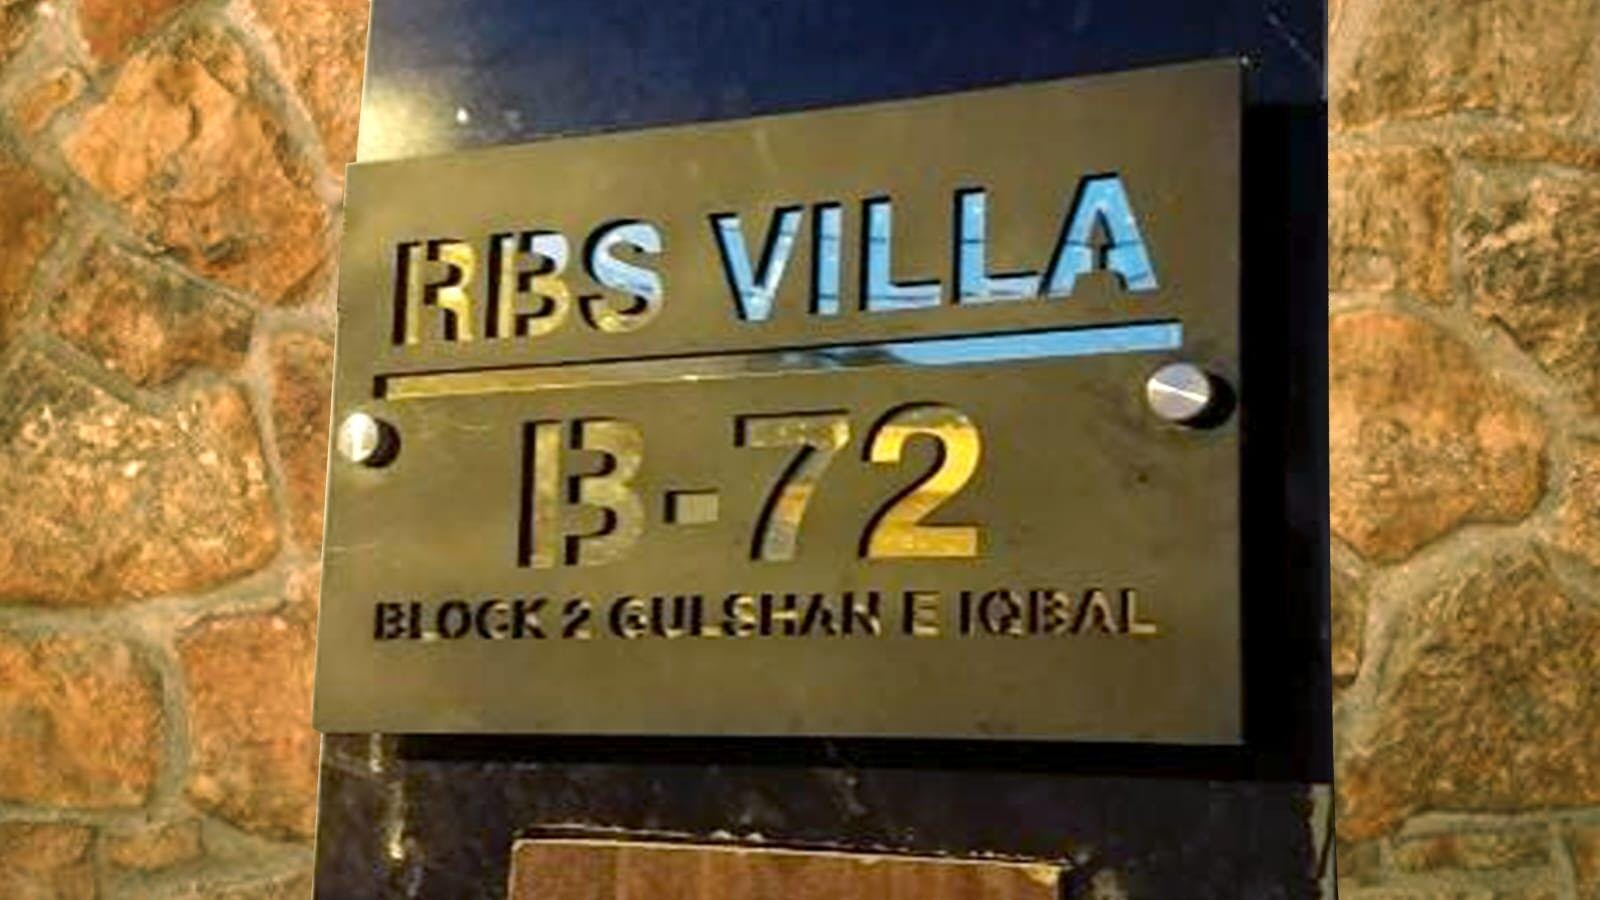 RBS VILLA
B-72
BLOCK 2 GULSHAN E IQBAL